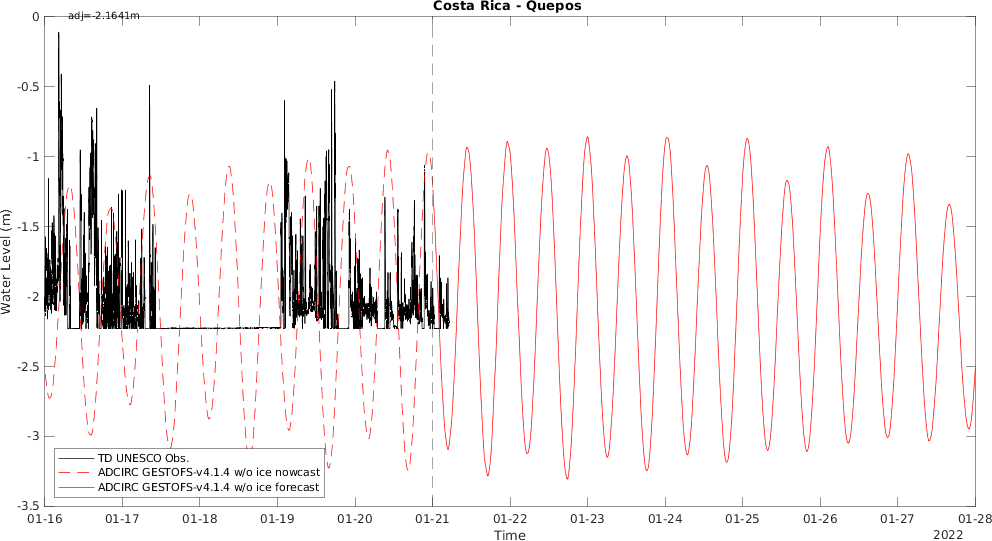 Costa Rica - Quepos
adj=-2.1641m
0
-0.5
-1
-1.5
-2
-2.5
-3
-3.5
Water Level (m)
TD UNESCO Obs.
ADCIRC GESTOFS-v4.1.4 w/o ice nowcast
ADCIRC GESTOFS-v4.1.4 w/o ice forecast
01-16 01-17 01-18 01-19 01-20 01-21 01-22 01-23 01-24 01-25 01-26 01-27 01-28
Time
2022